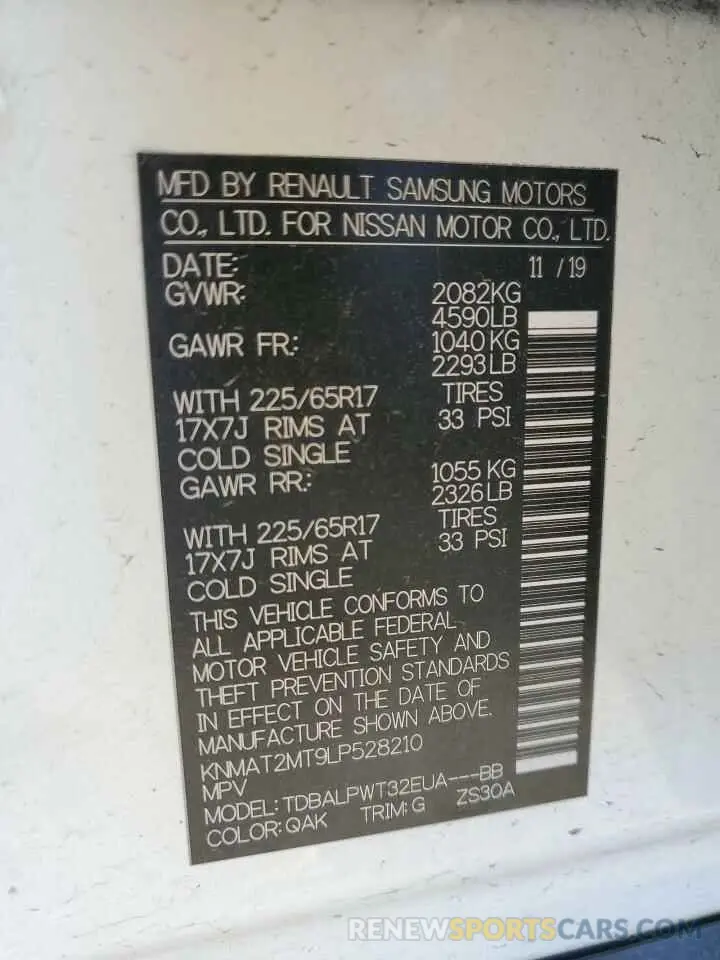 MFD BY RENAULT SAMSUNG MOTORS
CO., LTD. FOR NISSAN MOTOR CO., LTD.
DATE: 11 / 19
GVWR: 2082KG
4590LB
GAWR FR: 1040KG
2293LB
WITH 225/65R17 TIRES
17X7J RIMS AT 33 PSI
COLD SINGLE
GAWR RR: 1055KG
2326LB
WITH 225/65R17 TIRES
17X7J RIMS AT 33 PSI
COLD SINGLE
THIS VEHICLE CONFORMS TO
ALL APPLICABLE FEDERAL
MOTOR VEHICLE SAFETY AND
THEFT PREVENTION STANDARDS
IN EFFECT ON THE DATE OF
MANUFACTURE SHOWN ABOVE.
KNMAT2MT9LP528210
MPV
MODEL: TDBALPWT32EUA---BB
COLOR: QAK TRIM: G ZS30A
RENEWSPORTSCARS.COM